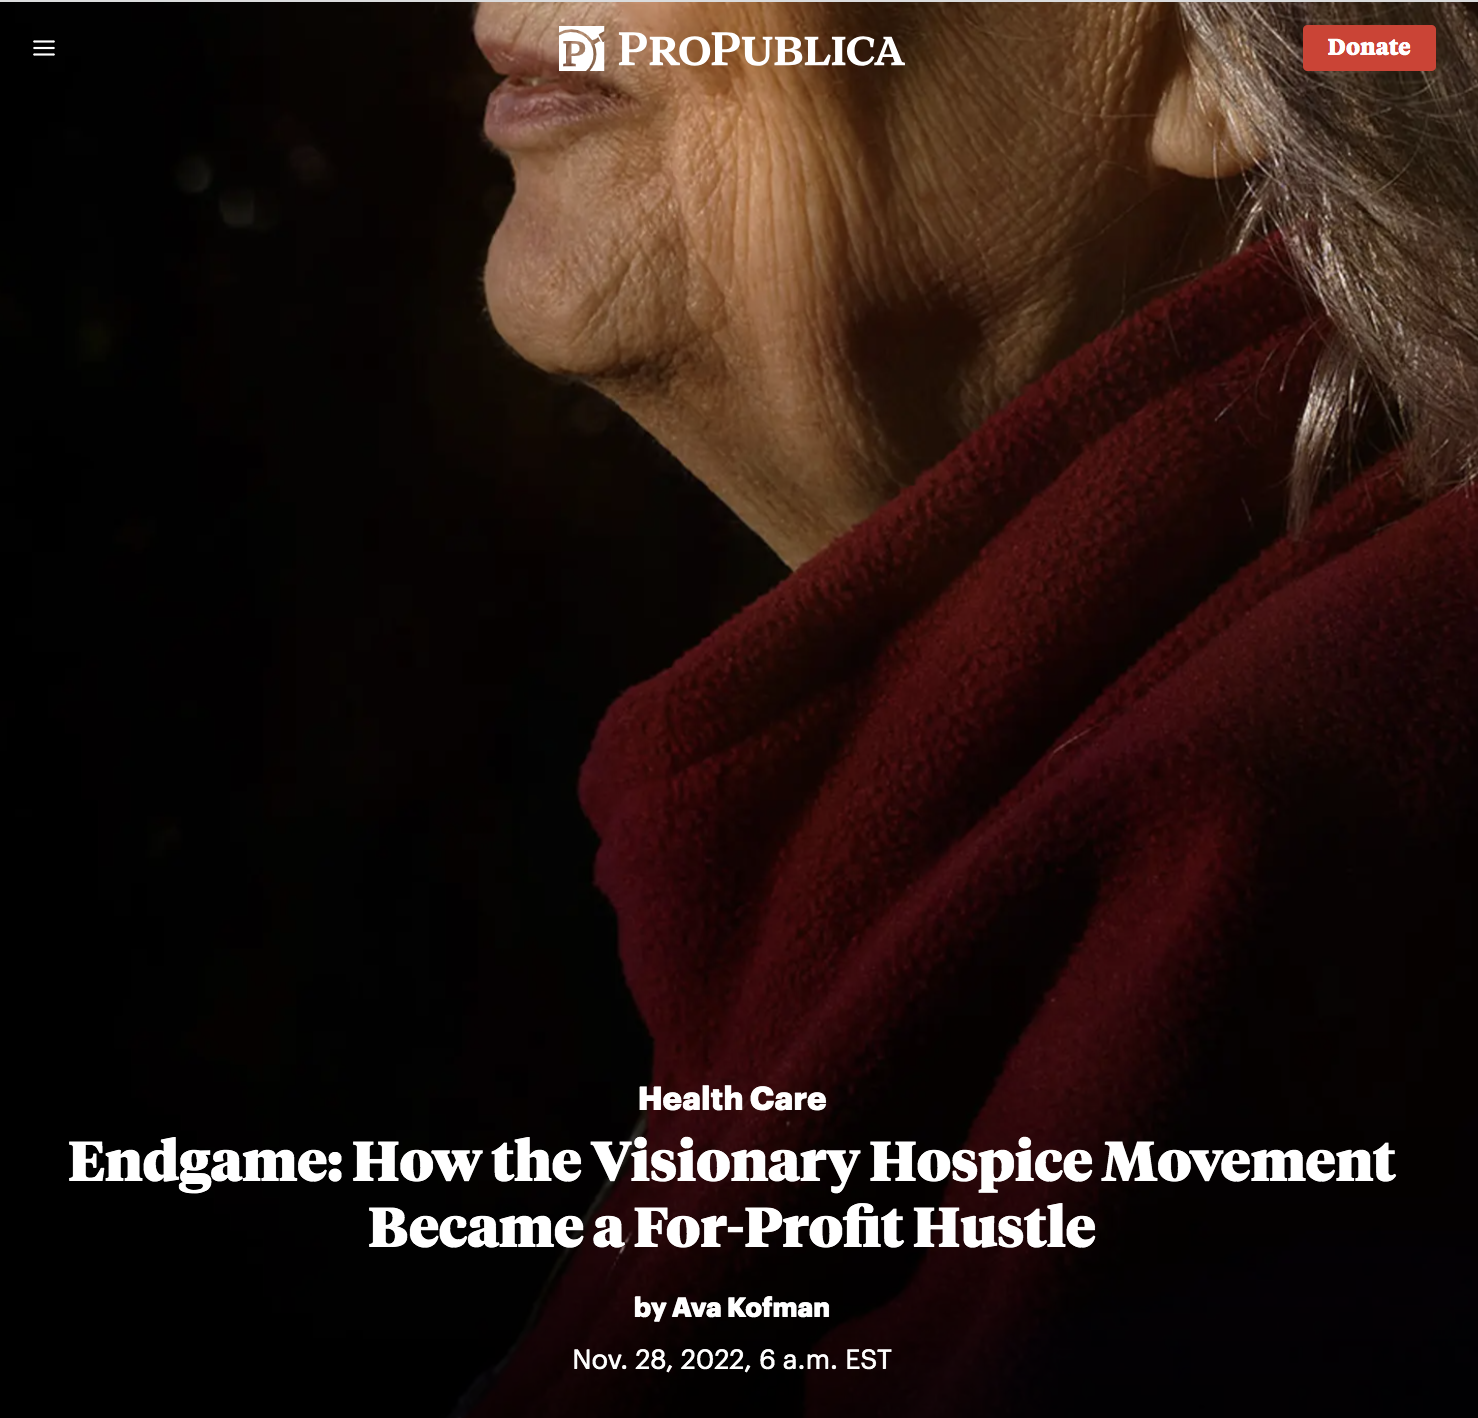 PROPUBLICA
Donate
Health Care
Endgame: How the Visionary Hospice Movement
Became a For-Profit Hustle
by Ava Kofman
Nov. 28, 2022, 6 a.m. EST